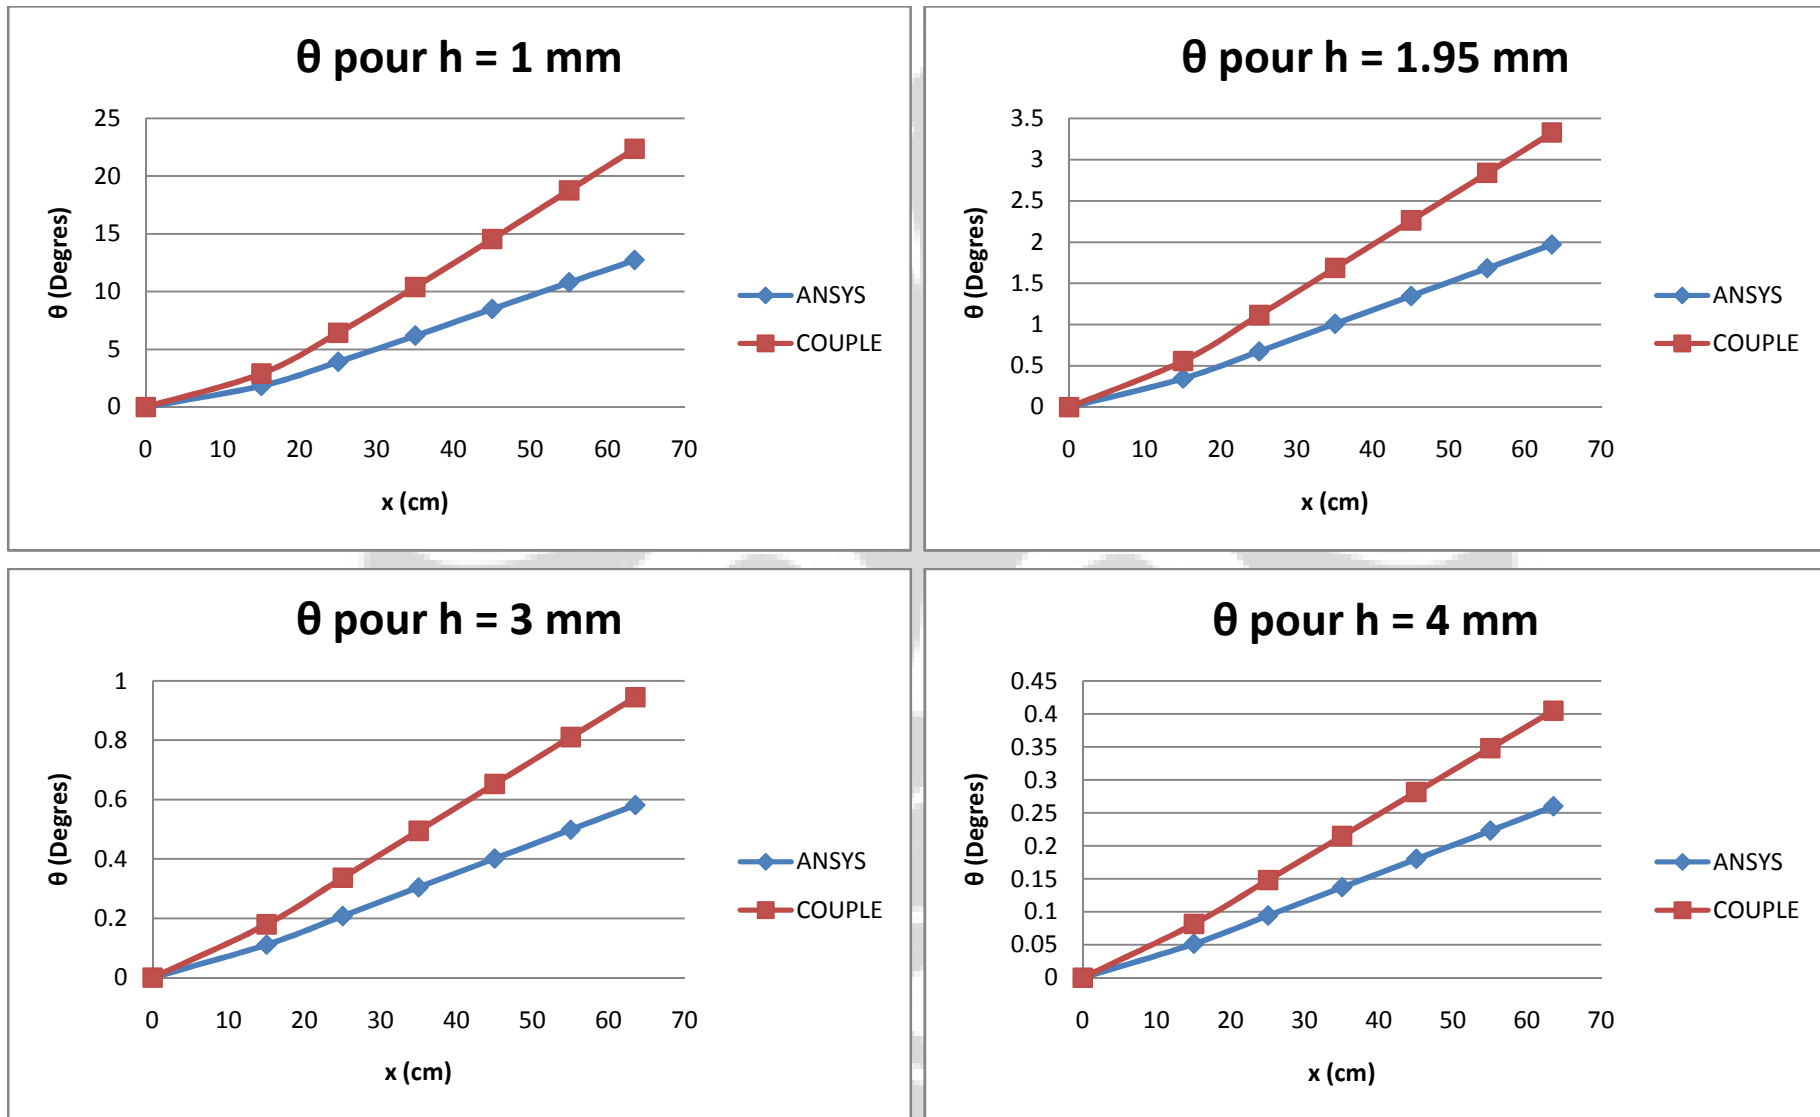 θ pour h = 1 mm
25
20
15
10
5
0
0 10 20 30 40 50 60 70
θ (Degres)
x (cm)
ANSYS
COUPLE
θ pour h = 1.95 mm
3.5
3
2.5
2
1.5
1
0.5
0
0 10 20 30 40 50 60 70
θ (Degres)
x (cm)
ANSYS
COUPLE
θ pour h = 3 mm
1
0.8
0.6
0.4
0.2
0
0 10 20 30 40 50 60 70
θ (Degres)
x (cm)
ANSYS
COUPLE
θ pour h = 4 mm
0.45
0.4
0.35
0.3
0.25
0.2
0.15
0.1
0.05
0
0 10 20 30 40 50 60 70
θ (Degres)
x (cm)
ANSYS
COUPLE